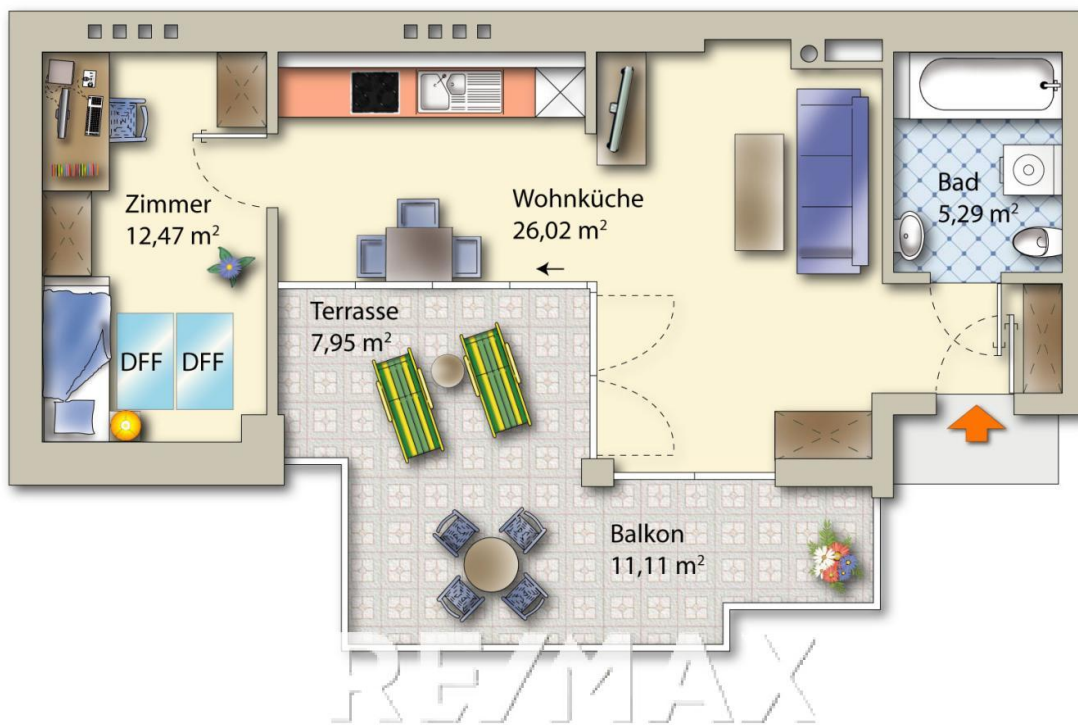 Zimmer
12,47 m²
Wohnküche
26,02 m²
Bad
5,29 m²
Terrasse
7,95 m²
DFF
DFF
Balkon
11,11 m²
RE/MAX